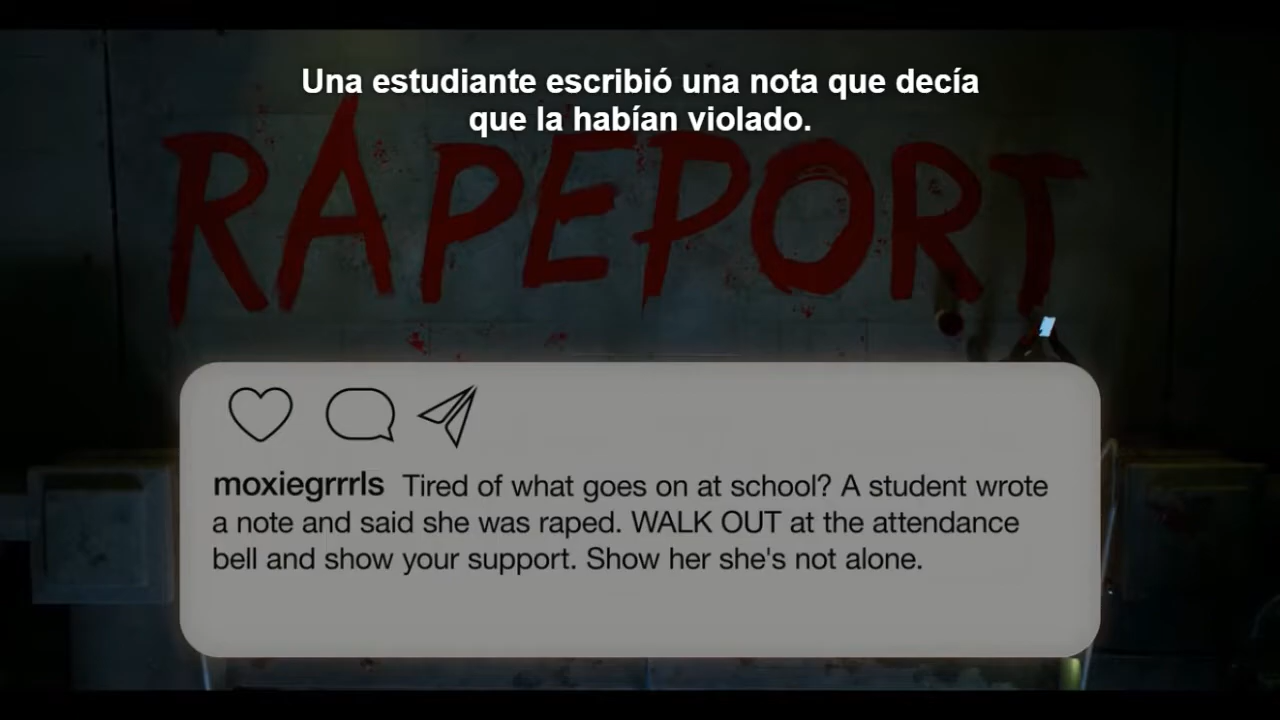 Una estudiante escribió una nota que decía
que la habían violado.
RAPEPORT
moxiegrrrls Tired of what goes on at school? A student wrote
a note and said she was raped. WALK OUT at the attendance
bell and show your support. Show her she's not alone.